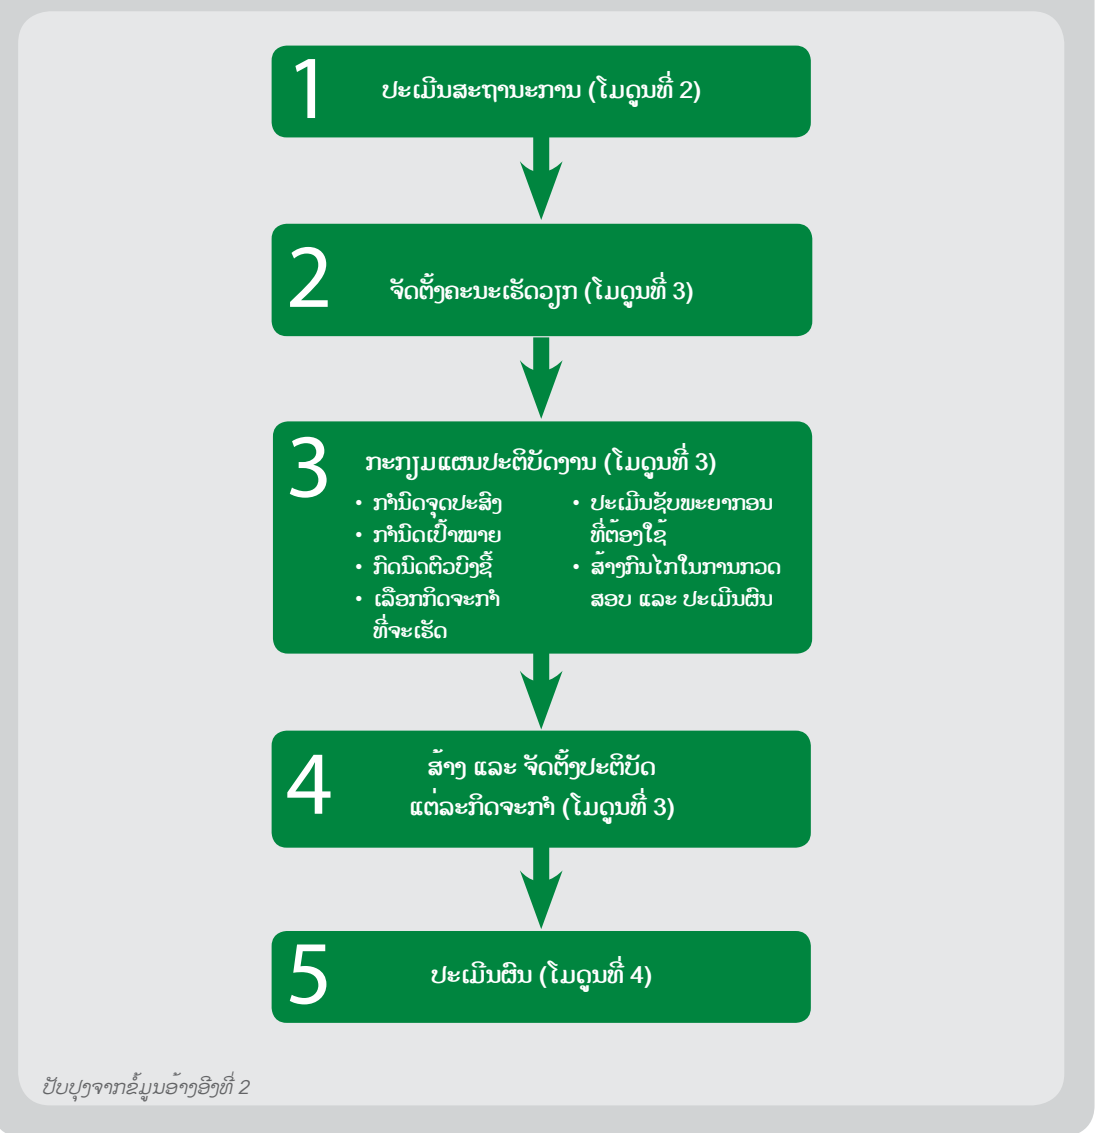 1
ປະເມີນສະຖານະການ (ໂມດູນທີ່ 2)
2
ຈັດຕັ້ງຄະນະເຮັດວຽກ (ໂມດູນທີ່ 3)
3
ກະກຽມແຜນປະຕິບັດງານ (ໂມດູນທີ່ 3)
• ກຳນົດຈຸດປະສົງ
• ກຳນົດເປົ້າໝາຍ
• ກົດນົດຕົວບົ່ງຊີ້
• ເລືອກກິດຈະກຳ
ທີ່ຈະເຮັດ
• ປະເມີນຊັບພະຍາກອນ
ທີ່ຕ້ອງໃຊ້
• ສ້າງກົນໄກໃນການກວດ
ສອບ ແລະ ປະເມີນຜົນ
4
ສ້າງ ແລະ ຈັດຕັ້ງປະຕິບັດ
ແຕ່ລະກິດຈະກຳ (ໂມດູນທີ່ 3)
5
ປະເມີນຜົນ (ໂມດູນທີ່ 4)
ປັບປຸງຈາກຂໍ້ມູນອ້າງອີງທີ່ 2